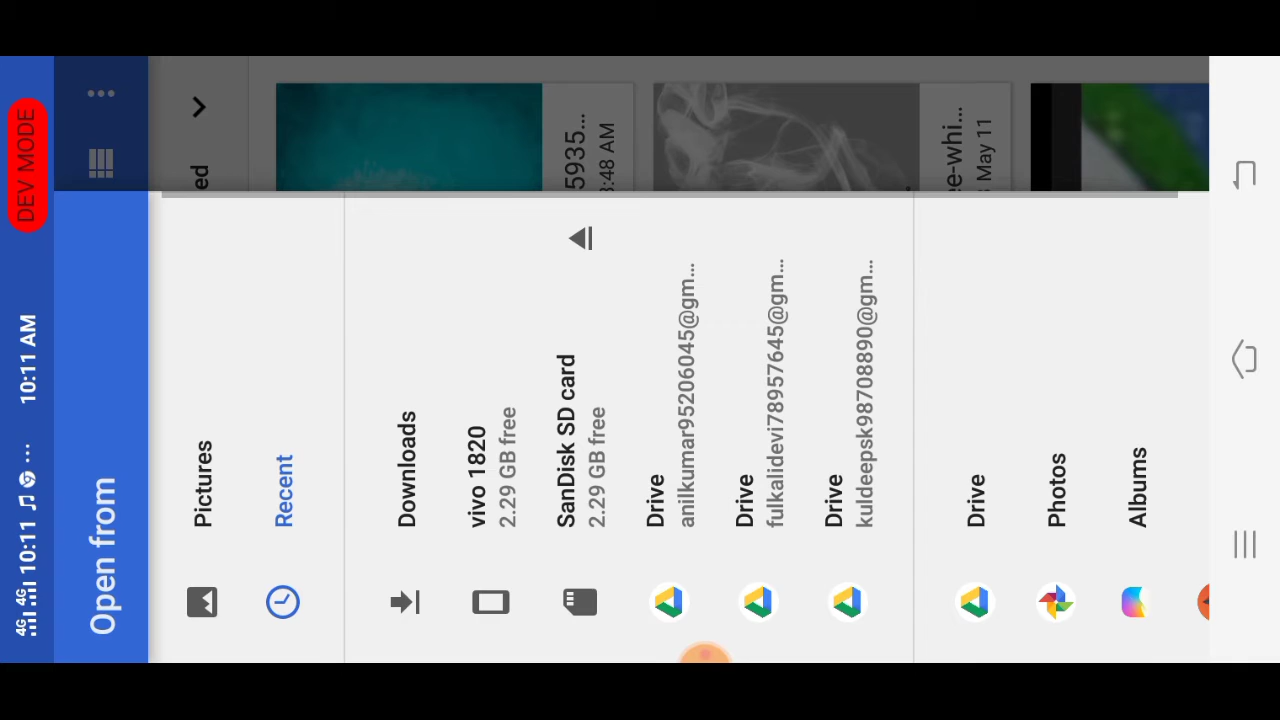 4G 4G 10:11 ... 10:11 AM DEV MODE
Open from
Pictures
Recent
Downloads
vivo 1820
2.29 GB free
SanDisk SD card
2.29 GB free
Drive
anilkumar95206045@gm...
Drive
fulkalidevi78957645@gm...
Drive
kuldeepsk98708890@gm...
Drive
Photos
Albums
ed
5935...
:48 AM
ee-whi...
May 11